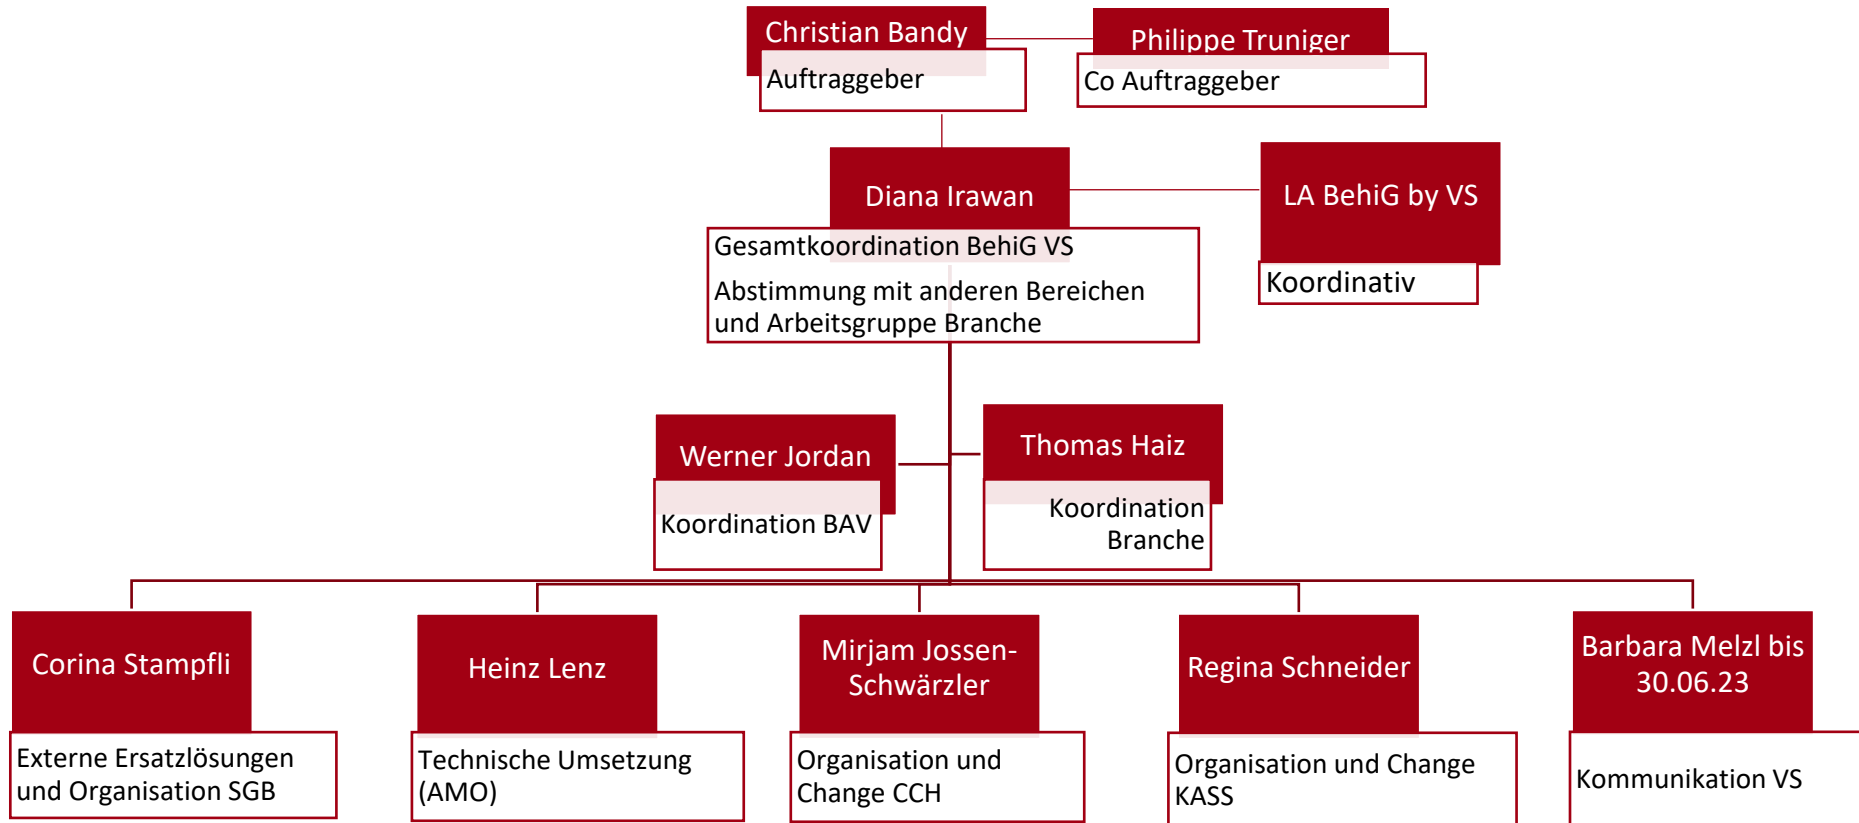 Christian Bandy
Auftraggeber
Philippe Truniger
Co Auftraggeber
Diana Irawan
Gesamtkoordination BehiG VS
Abstimmung mit anderen Bereichen
und Arbeitsgruppe Branche
LA BehiG by VS
Koordinativ
Werner Jordan
Koordination BAV
Thomas Haiz
Koordination
Branche
Corina Stampfli
Externe Ersatzlösungen
und Organisation SGB
Heinz Lenz
Technische Umsetzung
(AMO)
Mirjam Jossen-
Schwärzler
Organisation und
Change CCH
Regina Schneider
Organisation und Change
KASS
Barbara Melzl bis
30.06.23
Kommunikation VS